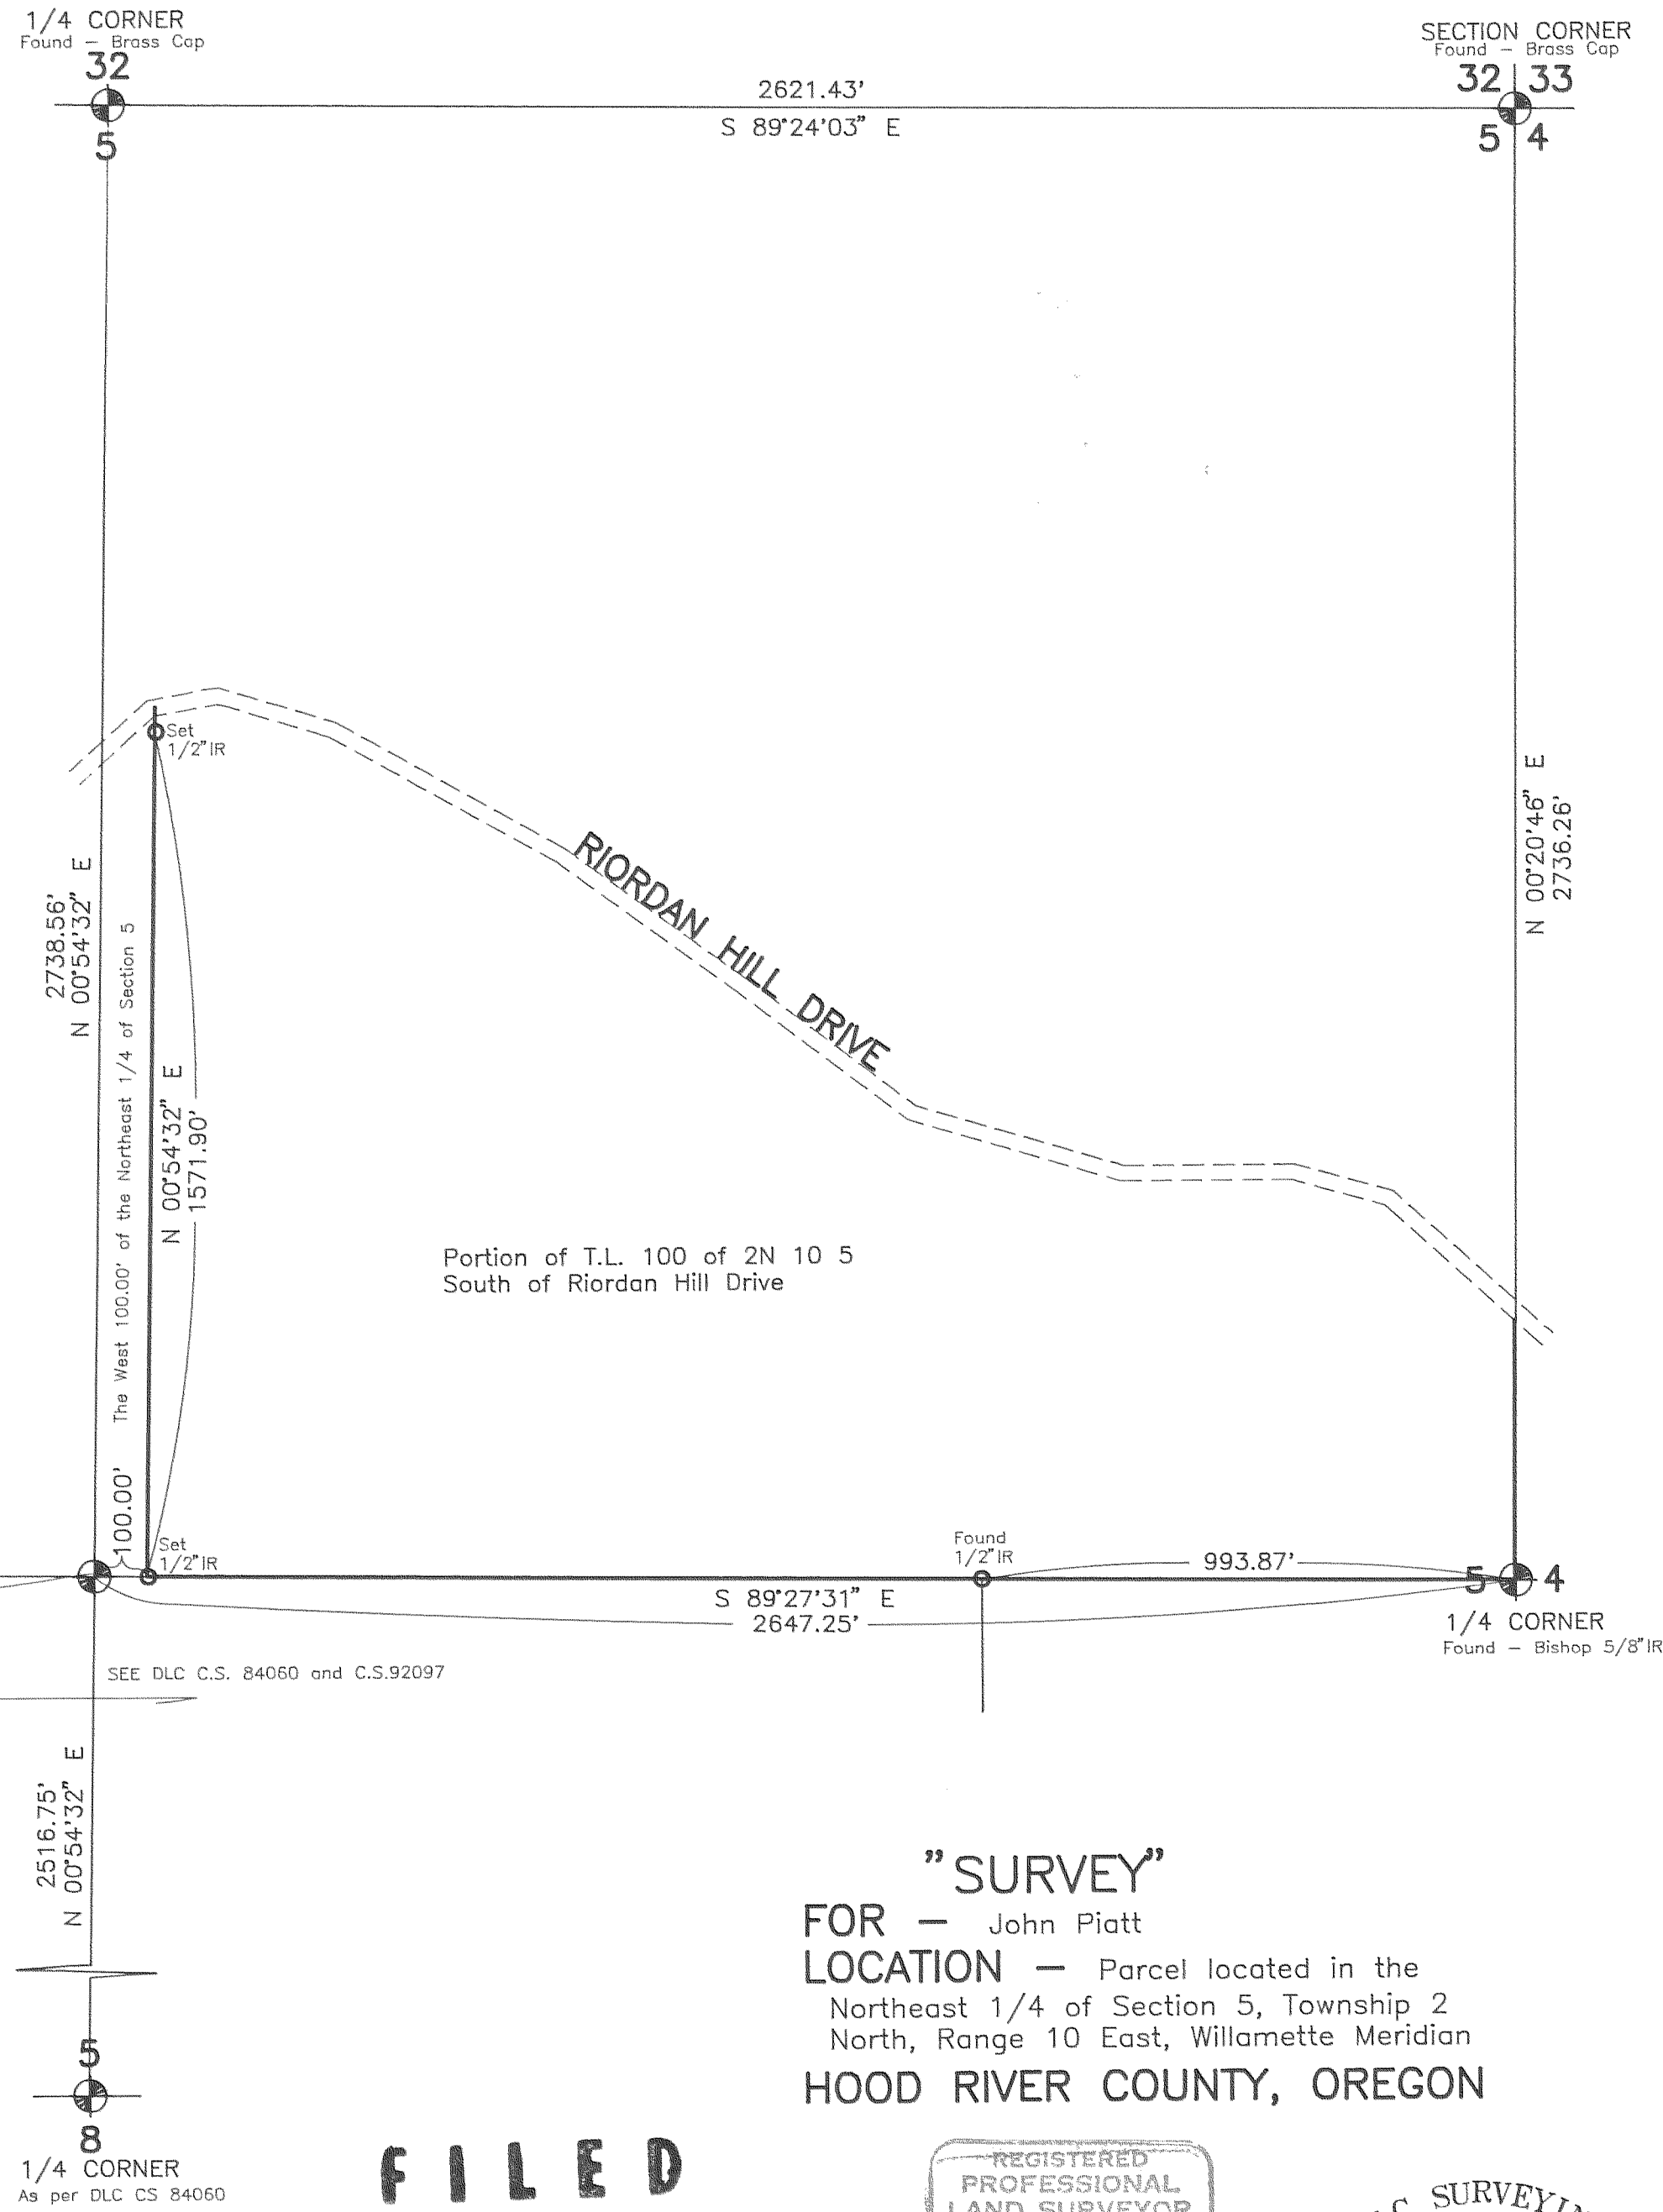 1/4 CORNER
Found – Brass Cap
32
5
2621.43'
S 89°24'03" E
SECTION CORNER
Found – Brass Cap
32 33
5 4
Set
1/2" IR
RIORDAN HILL DRIVE
2738.56'
N 00°54'32" E
The West 100.00' of the Northeast 1/4 of Section 5
N 00°54'32" E
1571.90'
N 00°20'46" E
2736.26'
Portion of T.L. 100 of 2N 10 5
South of Riordan Hill Drive
100.00'
Set
1/2" IR
Found
1/2" IR
993.87'
5 4
S 89°27'31" E
2647.25'
1/4 CORNER
Found – Bishop 5/8" IR
SEE DLC C.S. 84060 and C.S.92097
2516.75'
N 00°54'32" E
5
8
1/4 CORNER
As per DLC CS 84060
"SURVEY"
FOR – John Piatt
LOCATION – Parcel located in the
Northeast 1/4 of Section 5, Township 2
North, Range 10 East, Willamette Meridian
HOOD RIVER COUNTY, OREGON
FILED
REGISTERED
PROFESSIONAL
LAND SURVEYOR